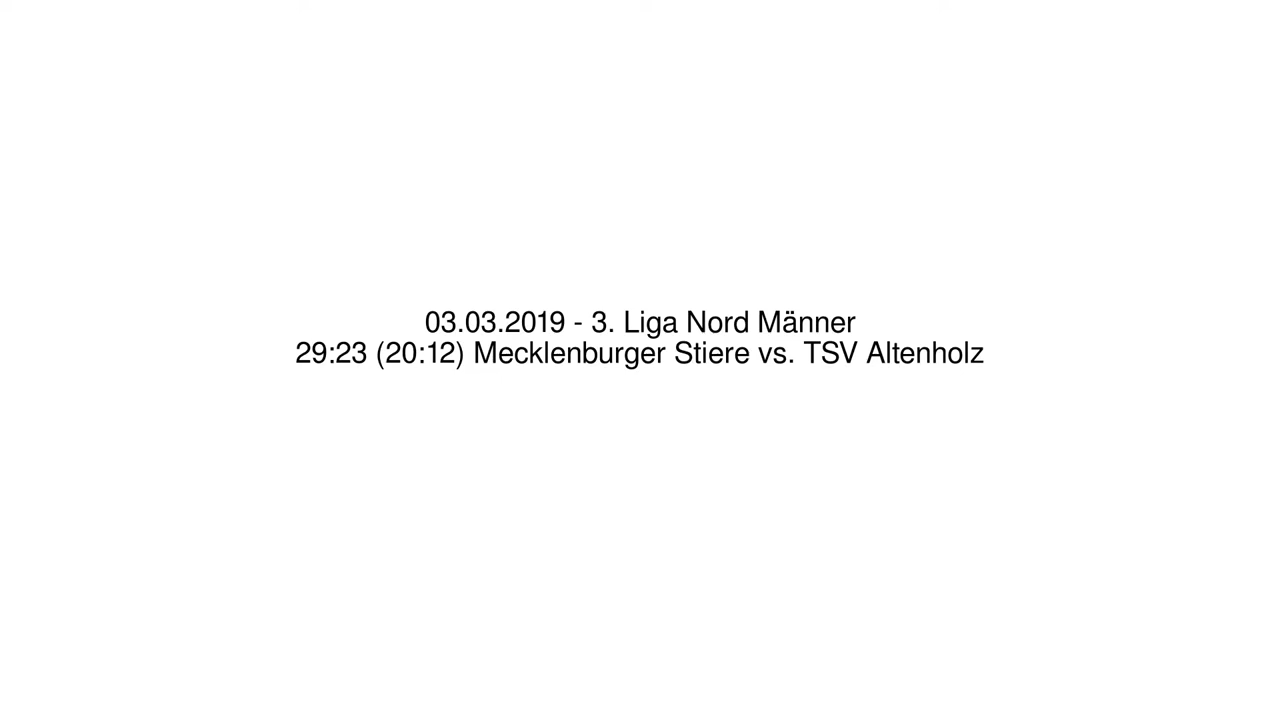 03.03.2019 - 3. Liga Nord Männer
29:23 (20:12) Mecklenburger Stiere vs. TSV Altenholz